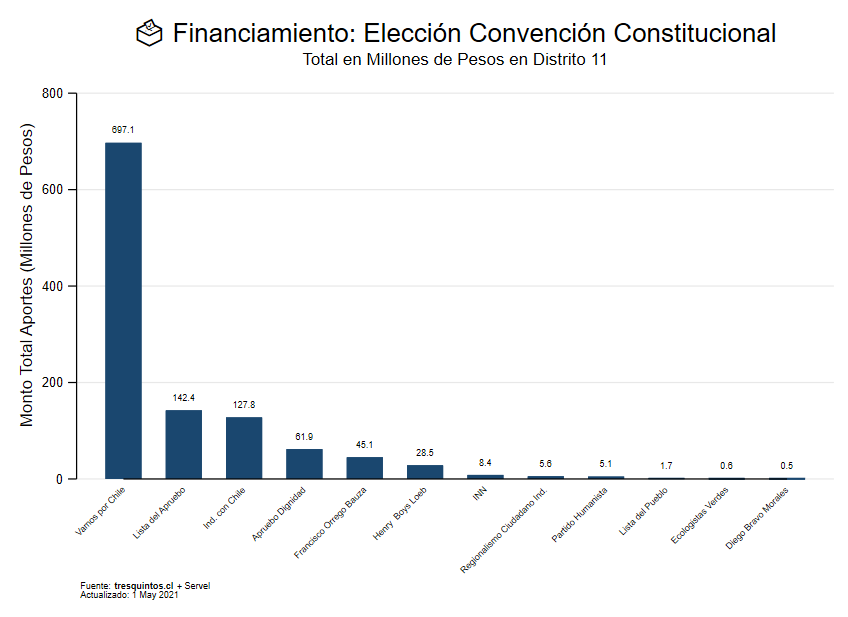 Financiamiento: Elección Convención Constitucional
Total en Millones de Pesos en Distrito 11
Monto Total Aportes (Millones de Pesos)
800
600
400
200
0
697.1
142.4
127.8
61.9
45.1
28.5
8.4
5.6
5.1
1.7
0.6
0.5
Vamos por Chile
Lista del Apruebo
Ind. con Chile
Apruebo Dignidad
Francisco Orrego Bauza
Henry Boys Loeb
INN
Regionalismo Ciudadano Ind.
Partido Humanista
Lista del Pueblo
Ecologistas Verdes
Diego Bravo Morales
Fuente: tresquintos.cl + Servel
Actualizado: 1 May 2021